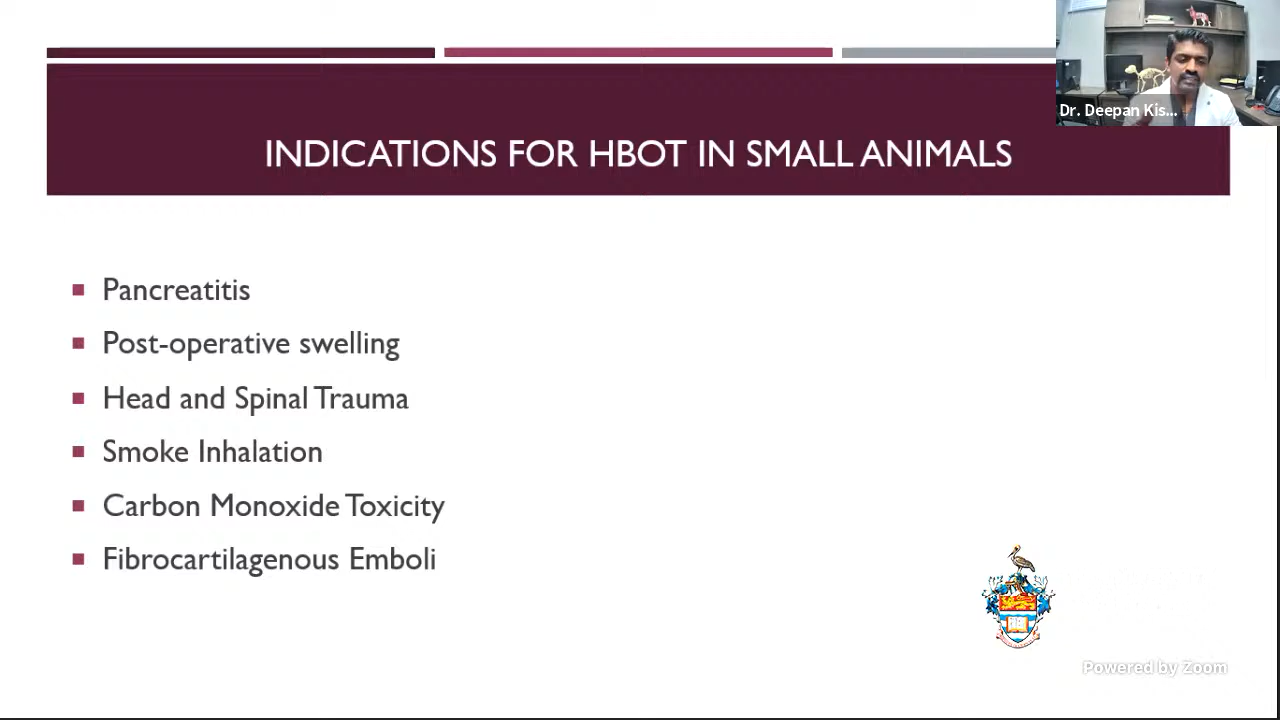 Dr. Deepan Kis...
INDICATIONS FOR HBOT IN SMALL ANIMALS
Pancreatitis
Post-operative swelling
Head and Spinal Trauma
Smoke Inhalation
Carbon Monoxide Toxicity
Fibrocartilagenous Emboli
Powered by Zoom